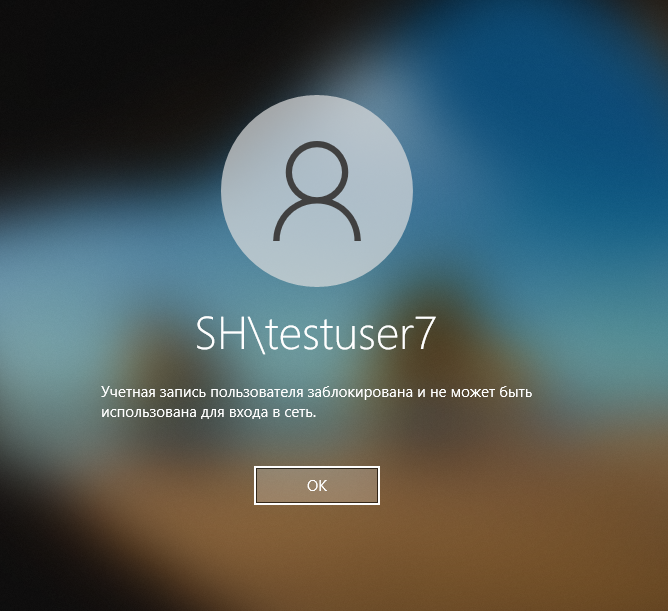 SH\testuser7
Учетная запись пользователя заблокирована и не может быть
использована для входа в сеть.
OK